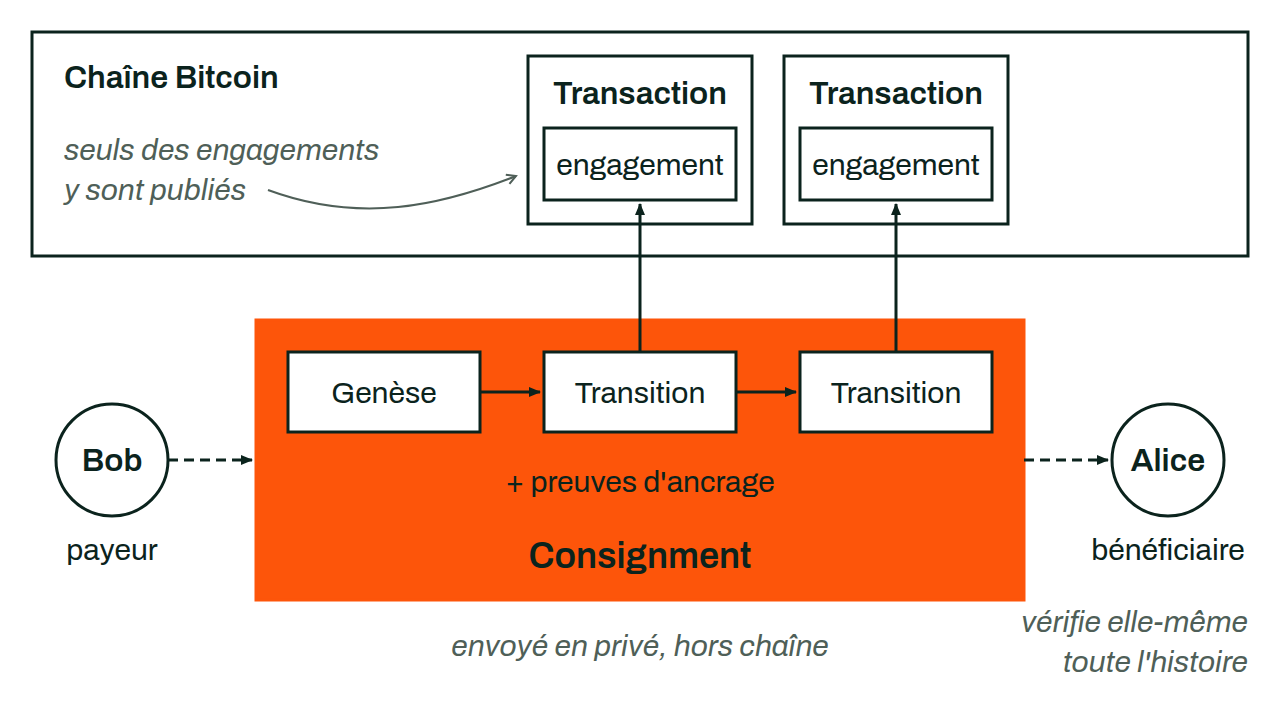 Chaîne Bitcoin
seuls des engagements
y sont publiés
Transaction
engagement
Transaction
engagement
Genèse
Transition
Transition
+ preuves d'ancrage
Consignment
Bob
payeur
Alice
bénéficiaire
envoyé en privé, hors chaîne
vérifie elle-même
toute l'histoire